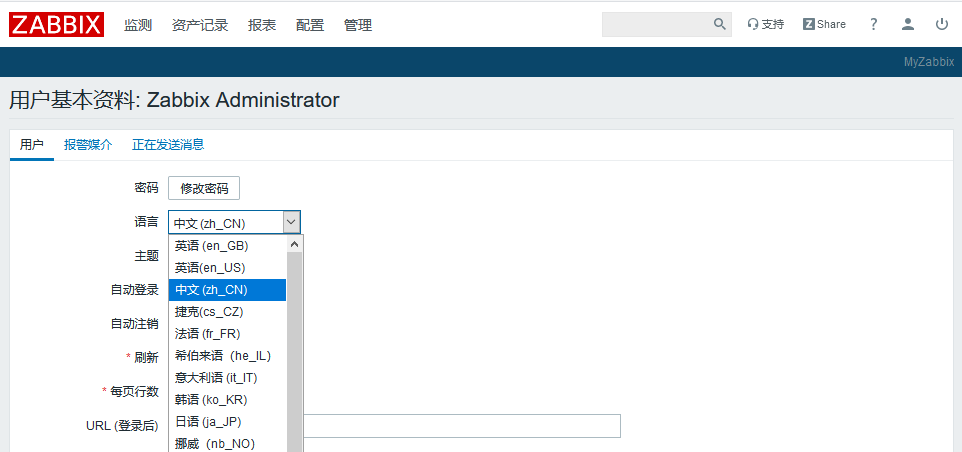 ZABBIX 监测 资产记录 报表 配置 管理 支持 Z Share ?
MyZabbix
用户基本资料: Zabbix Administrator
用户 报警媒介 正在发送消息
密码 修改密码
语言 中文 (zh_CN)
英语 (en_GB)
主题
英语(en_US)
自动登录 中文 (zh_CN)
捷克(cs_CZ)
自动注销
法语 (fr_FR)
* 刷新 希伯来语（he_IL）
意大利语 (it_IT)
* 每页行数
韩语 (ko_KR)
URL (登录后) 日语 (ja_JP)
挪威（nb_NO）